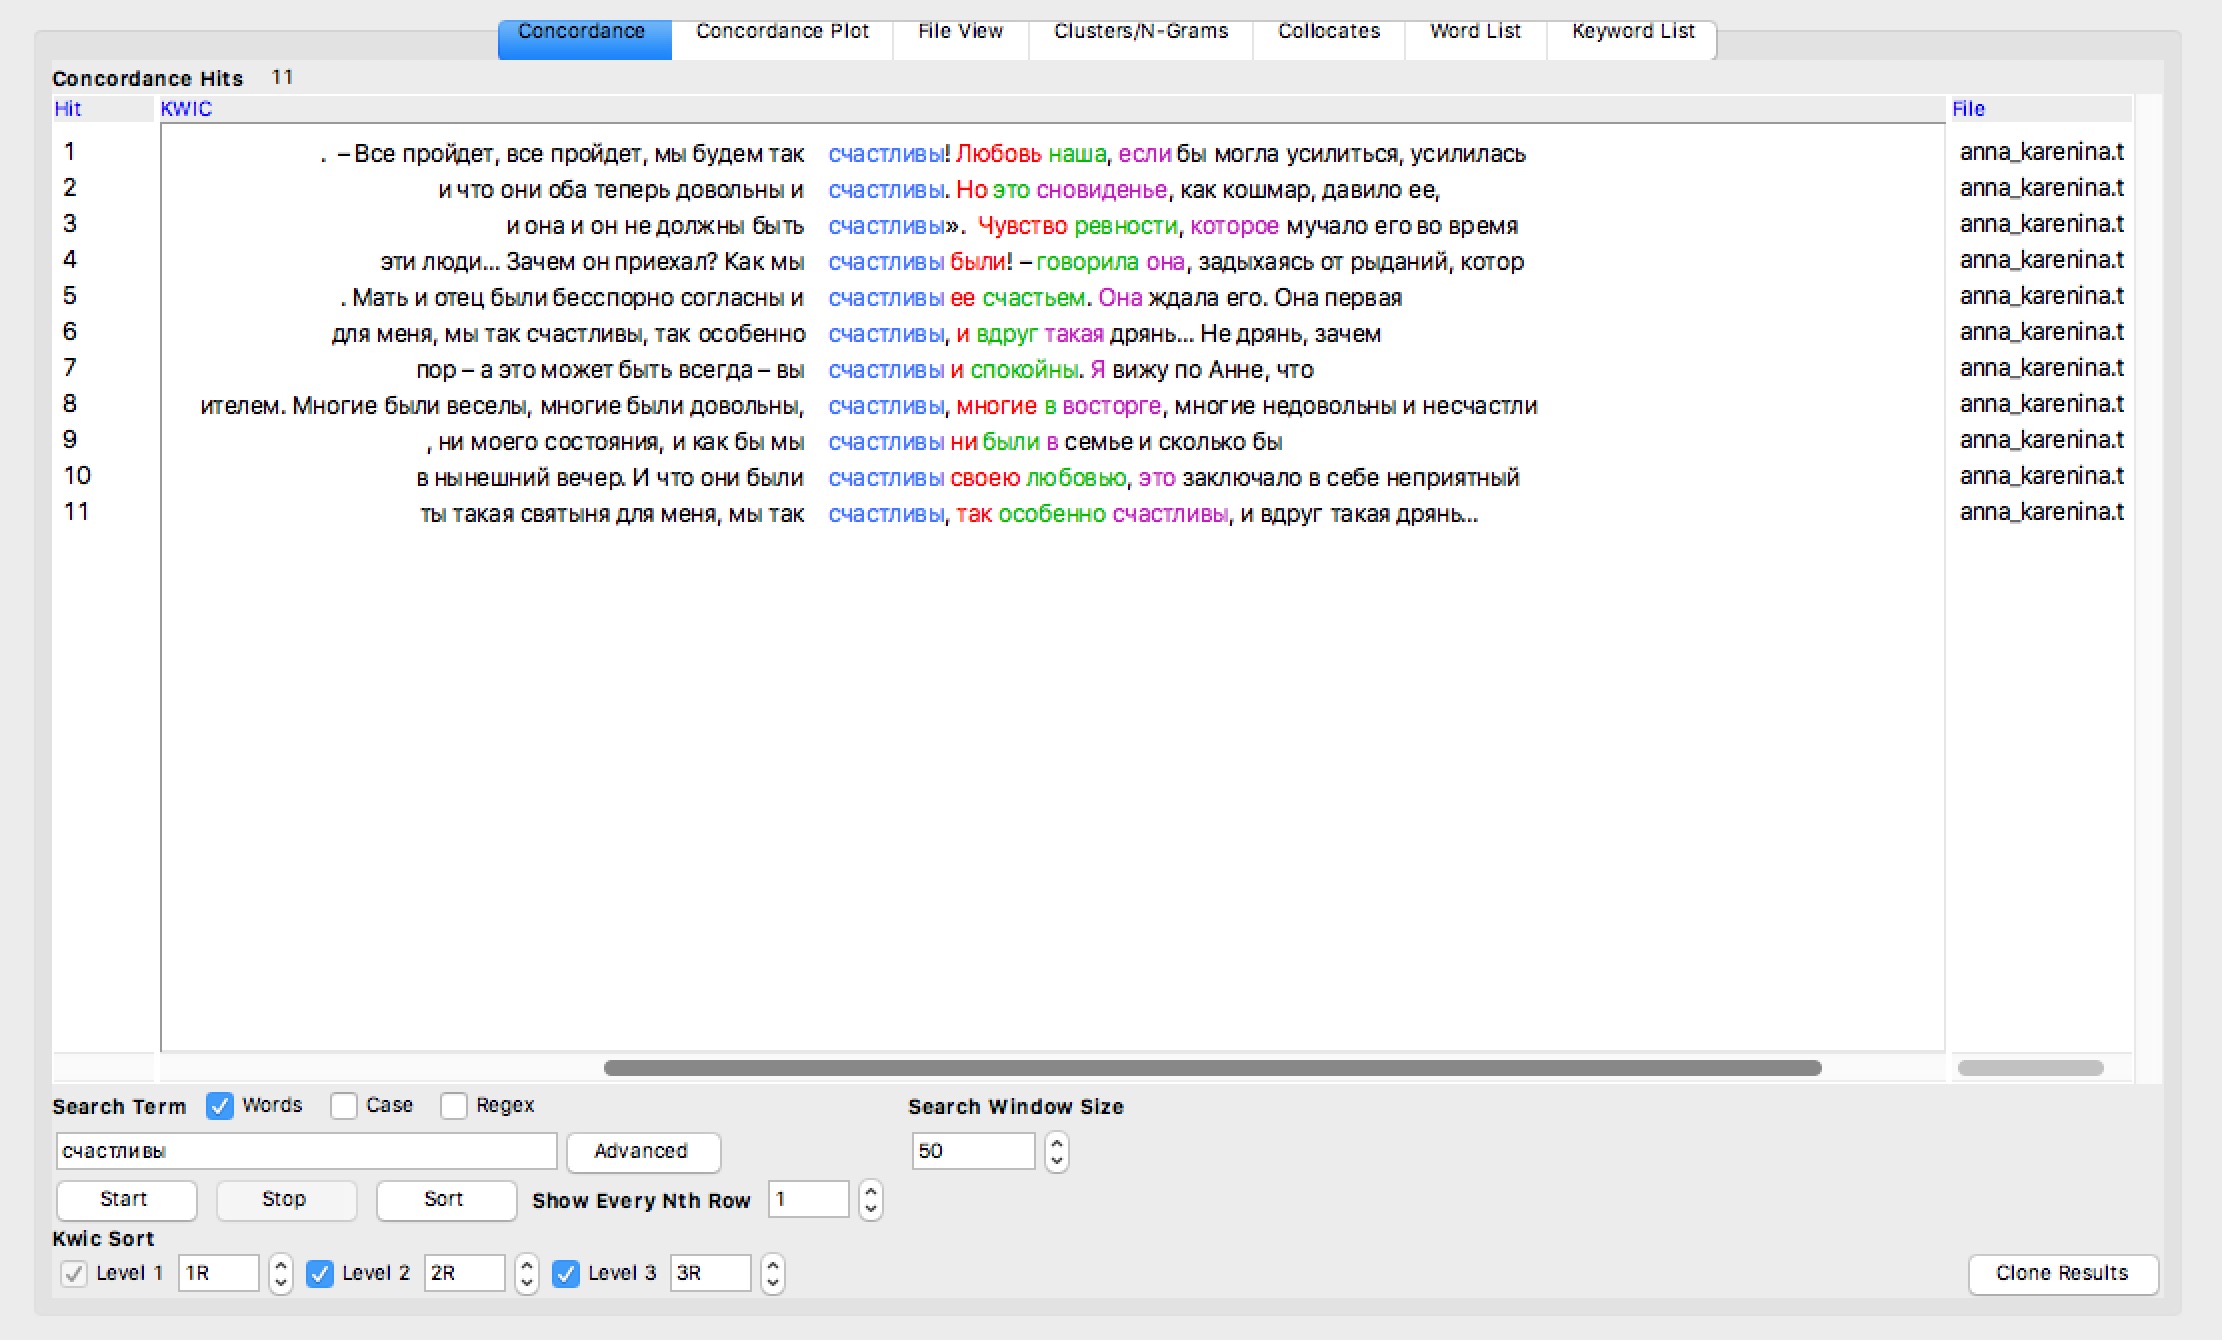 Concordance Concordance Plot File View Clusters/N-Grams Collocates Word List Keyword List
Concordance Hits 11
Hit KWIC File
1 . – Все пройдет, все пройдет, мы будем так счастливы! Любовь наша, если бы могла усилиться, усилилась anna_karenina.t
2 и что они оба теперь довольны и счастливы. Но это сновиденье, как кошмар, давило ее, anna_karenina.t
3 и она и он не должны быть счастливы». Чувство ревности, которое мучало его во время anna_karenina.t
4 эти люди... Зачем он приехал? Как мы счастливы были! – говорила она, задыхаясь от рыданий, котор anna_karenina.t
5 . Мать и отец были бесспорно согласны и счастливы ее счастьем. Она ждала его. Она первая anna_karenina.t
6 для меня, мы так счастливы, так особенно счастливы, и вдруг такая дрянь... Не дрянь, зачем anna_karenina.t
7 пор – а это может быть всегда – вы счастливы и спокойны. Я вижу по Анне, что anna_karenina.t
8 ителем. Многие были веселы, многие были довольны, счастливы, многие в восторге, многие недовольны и несчастли anna_karenina.t
9 , ни моего состояния, и как бы мы счастливы ни были в семье и сколько бы anna_karenina.t
10 в нынешний вечер. И что они были счастливы своею любовью, это заключало в себе неприятный anna_karenina.t
11 ты такая святыня для меня, мы так счастливы, так особенно счастливы, и вдруг такая дрянь... anna_karenina.t
Search Term Words Case Regex Search Window Size
счастливы Advanced 50
Start Stop Sort Show Every Nth Row 1
Kwic Sort
Level 1 1R Level 2 2R Level 3 3R Clone Results